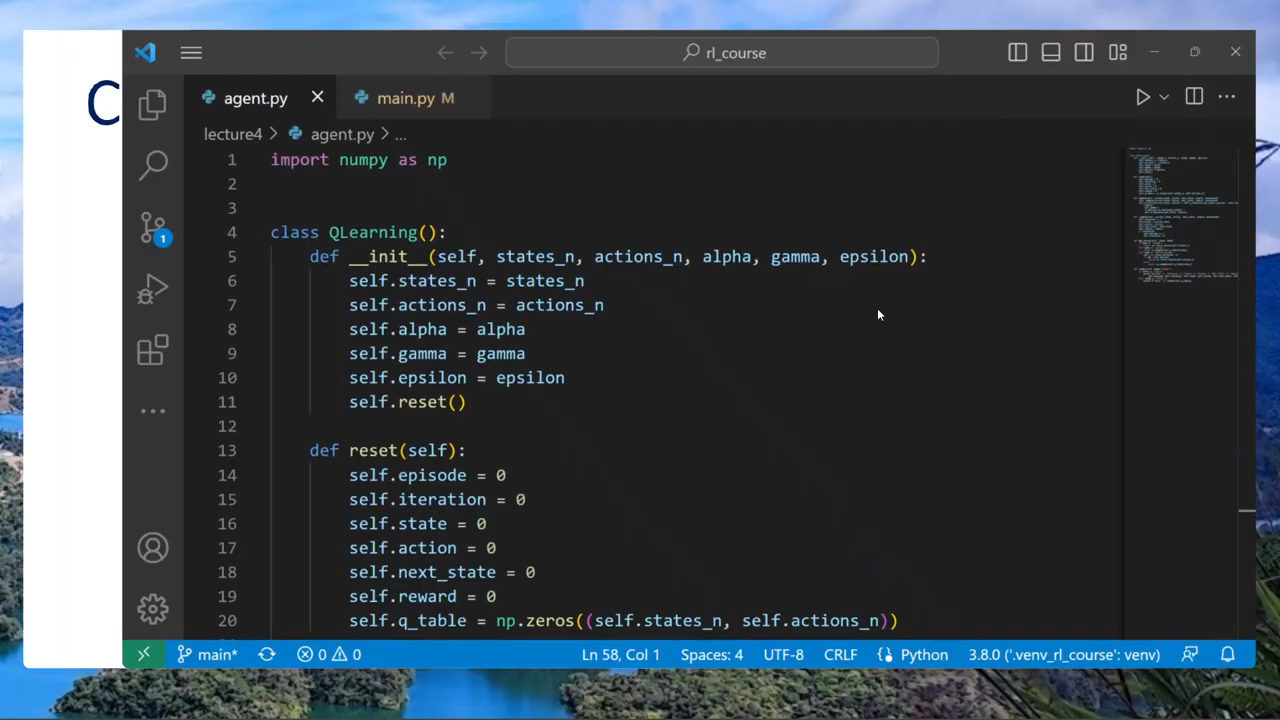 C
rl_course
agent.py
main.py M
lecture4 > agent.py > ...
1 import numpy as np
2
3
4 class QLearning():
5 def __init__(self, states_n, actions_n, alpha, gamma, epsilon):
6 self.states_n = states_n
7 self.actions_n = actions_n
8 self.alpha = alpha
9 self.gamma = gamma
10 self.epsilon = epsilon
11 self.reset()
12
13 def reset(self):
14 self.episode = 0
15 self.iteration = 0
16 self.state = 0
17 self.action = 0
18 self.next_state = 0
19 self.reward = 0
20 self.q_table = np.zeros((self.states_n, self.actions_n))
1
main* 0 0 Ln 58, Col 1 Spaces: 4 UTF-8 CRLF Python 3.8.0 ('.venv_rl_course': venv)